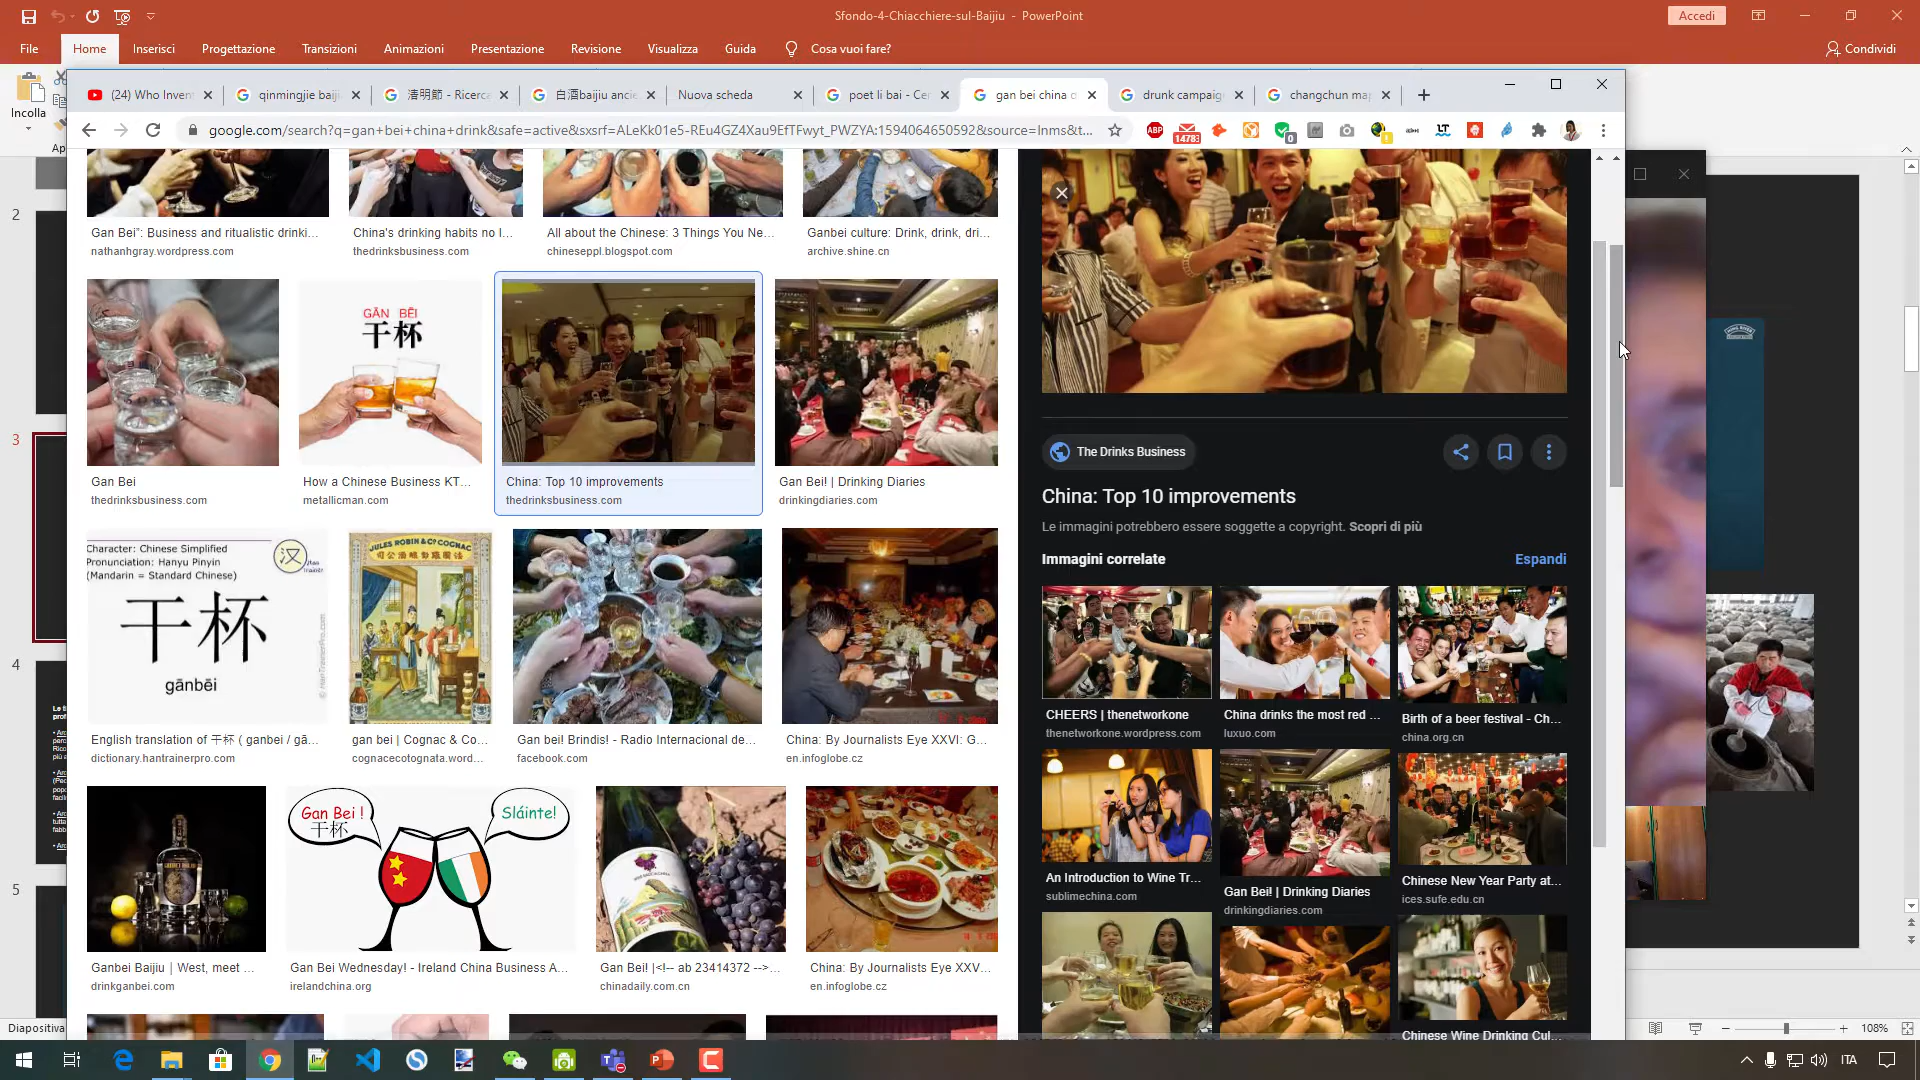 Sfondo-4-Chiacchiere-sul-Baijiu - PowerPoint
Accedi
File
Home
Inserisci
Progettazione
Transizioni
Animazioni
Presentazione
Revisione
Visualizza
Guida
Cosa vuoi fare?
Condividi
Incolla
(24) Who Inven
qinmingjie baiji
清明節 - Ricerca
白酒baijiu ancie
Nuova scheda
poet li bai - Cer
gan bei china d
drunk campaig
changchun ma
google.com/search?q=gan+bei+china+drink&safe=active&sxsrf=ALeKk01e5-REu4GZ4Xau9EfTFwyt_PWZYA:1594064650592&source=lnms&t...
ABP
14783
0
1
Gan Bei”: Business and ritualistic drinki...
nathangray.wordpress.com
China's drinking habits no l...
thedrinksbusiness.com
All about the Chinese: 3 Things You Ne...
chineseppl.blogspot.com
Ganbei culture: Drink, drink, dri...
archive.shine.cn
GĀN BĒI
干杯
Gan Bei
thedrinksbusiness.com
How a Chinese Business KT...
metallicman.com
China: Top 10 improvements
thedrinksbusiness.com
Gan Bei! | Drinking Diaries
drinkingdiaries.com
Character: Chinese Simplified
Pronunciation: Hanyu Pinyin
(Mandarin = Standard Chinese)
汉
干杯
gānbēi
JULES ROBIN & Cº COGNAC
English translation of 干杯 ( ganbei / gā...
dictionary.hantrainerpro.com
gan bei | Cognac & Co...
cognacecotognata.word...
Gan bei! Brindis! - Radio Internacional de...
facebook.com
China: By Journalists Eye XXVI: G...
en.infoglobe.cz
Gan Bei !
干杯
Sláinte!
Ganbei Baijiu | West, meet ...
drinkganbei.com
Gan Bei Wednesday! - Ireland China Business A...
irelandchina.org
Gan Bei! |<!-- ab 23414372 -->...
chinadaily.com.cn
China: By Journalists Eye XXV...
en.infoglobe.cz
The Drinks Business
China: Top 10 improvements
Le immagini potrebbero essere soggette a copyright. Scopri di più
Immagini correlate
Espandi
CHEERS | thenetworkone
thenetworkone.wordpress.com
China drinks the most red ...
luxuo.com
Birth of a beer festival - Ch...
china.org.cn
An Introduction to Wine Tr...
sublimechina.com
Gan Bei! | Drinking Diaries
drinkingdiaries.com
Chinese New Year Party at...
ices.sufe.edu.cn
Chinese Wine Drinking Cul...
2
3
4
5
Diapositiva
108%
ITA